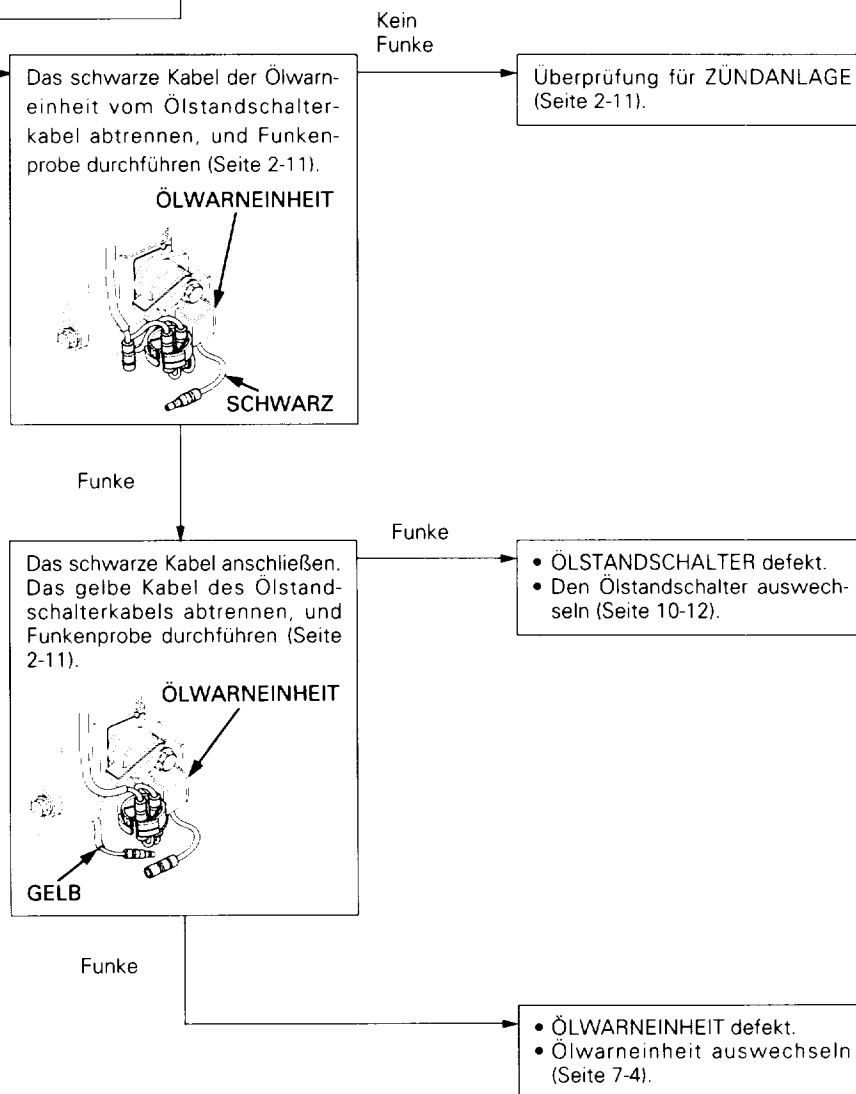 Kein
Funke
Das schwarze Kabel der Ölwarn-
einheit vom Ölstandschalter-
kabel abtrennen, und Funken-
probe durchführen (Seite 2-11).
ÖLWARNEINHEIT
SCHWARZ
Überprüfung für ZÜNDANLAGE
(Seite 2-11).
Funke
Das schwarze Kabel anschließen.
Das gelbe Kabel des Ölstand-
schalterkabels abtrennen, und
Funkenprobe durchführen (Seite
2-11).
ÖLWARNEINHEIT
GELB
Funke
• ÖLSTANDSCHALTER defekt.
• Den Ölstandschalter auswech-
seln (Seite 10-12).
Funke
• ÖLWARNEINHEIT defekt.
• Ölwarneinheit auswechseln
(Seite 7-4).